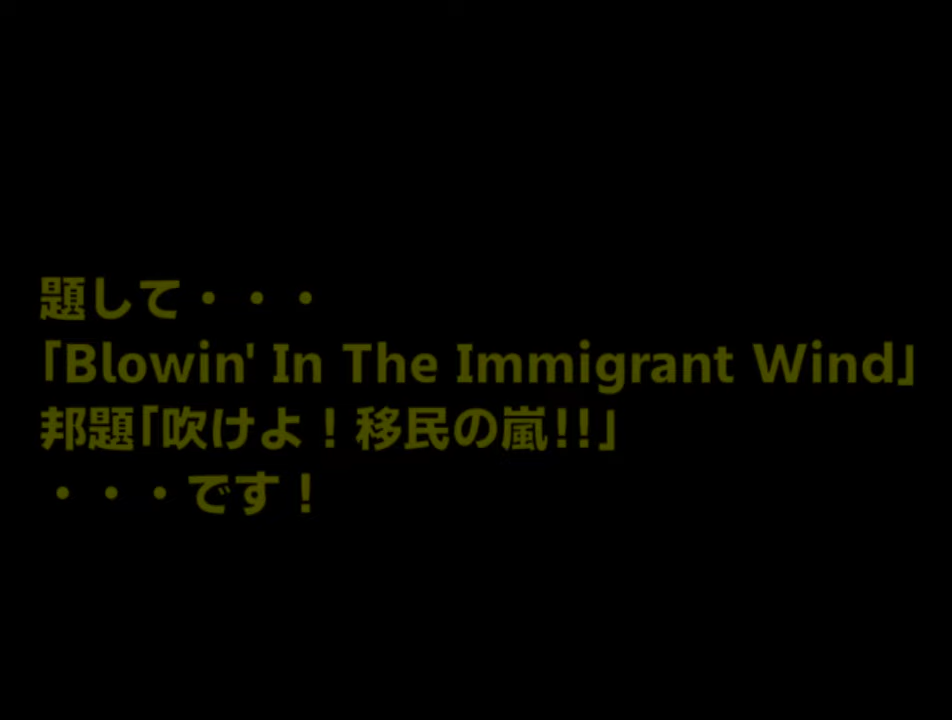 題して・・・
「Blowin' In The Immigrant Wind」
邦題「吹けよ！移民の嵐!!」
・・・です！